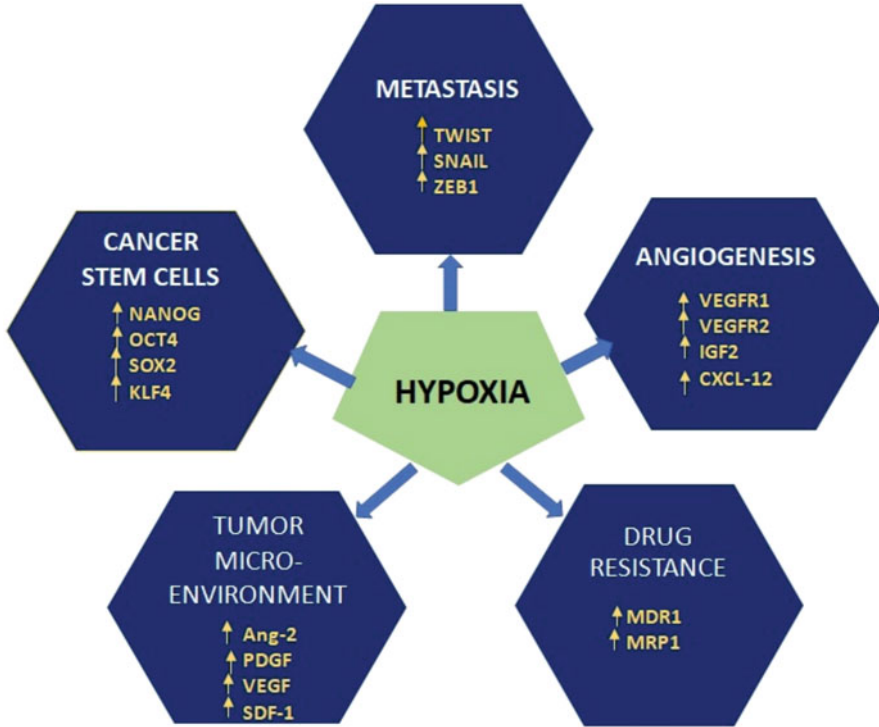 METASTASIS
TWIST
SNAIL
ZEB1
CANCER
STEM CELLS
NANOG
OCT4
SOX2
KLF4
ANGIOGENESIS
VEGFR1
VEGFR2
IGF2
CXCL-12
HYPOXIA
TUMOR
MICRO-
ENVIRONMENT
Ang-2
PDGF
VEGF
SDF-1
DRUG
RESISTANCE
MDR1
MRP1